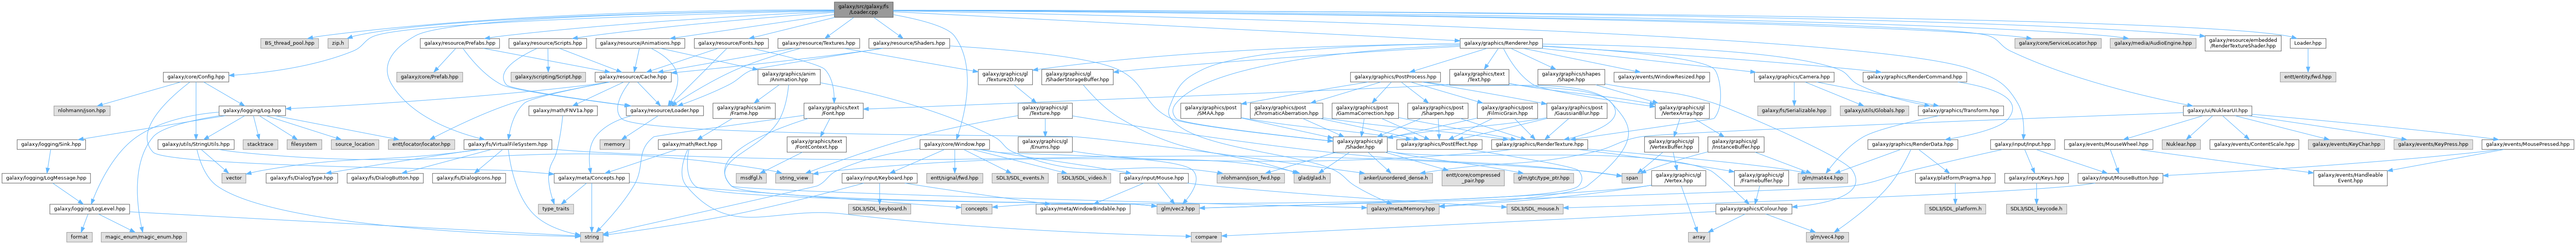 galaxy/src/galaxy/fs
/Loader.cpp
BS_thread_pool.hpp
zip.h
galaxy/resource/Prefabs.hpp
galaxy/resource/Scripts.hpp
galaxy/resource/Animations.hpp
galaxy/resource/Fonts.hpp
galaxy/resource/Textures.hpp
galaxy/resource/Shaders.hpp
galaxy/graphics/Renderer.hpp
galaxy/core/ServiceLocator.hpp
galaxy/media/AudioEngine.hpp
galaxy/resource/embedded
/RenderTextureShader.hpp
Loader.hpp
galaxy/core/Config.hpp
galaxy/core/Prefab.hpp
galaxy/scripting/Script.hpp
galaxy/resource/Cache.hpp
galaxy/graphics/anim
/Animation.hpp
galaxy/graphics/gl
/Texture2D.hpp
galaxy/graphics/gl
/ShaderStorageBuffer.hpp
galaxy/graphics/PostProcess.hpp
galaxy/graphics/text
/Text.hpp
galaxy/graphics/shapes
/Shape.hpp
galaxy/events/WindowResized.hpp
galaxy/graphics/Camera.hpp
galaxy/graphics/RenderCommand.hpp
entt/entity/fwd.hpp
nlohmann/json.hpp
galaxy/logging/Log.hpp
galaxy/math/FNV1a.hpp
galaxy/resource/Loader.hpp
galaxy/graphics/anim
/Frame.hpp
galaxy/graphics/text
/Font.hpp
galaxy/graphics/gl
/Texture.hpp
galaxy/graphics/post
/SMAA.hpp
galaxy/graphics/post
/ChromaticAberration.hpp
galaxy/graphics/post
/GammaCorrection.hpp
galaxy/graphics/post
/Sharpen.hpp
galaxy/graphics/post
/FilmicGrain.hpp
galaxy/graphics/post
/GaussianBlur.hpp
galaxy/graphics/gl
/VertexArray.hpp
galaxy/fs/Serializable.hpp
galaxy/utils/Globals.hpp
galaxy/graphics/Transform.hpp
galaxy/ui/NuklearUI.hpp
galaxy/logging/Sink.hpp
galaxy/utils/StringUtils.hpp
stacktrace
filesystem
source_location
entt/locator/locator.hpp
galaxy/fs/VirtualFileSystem.hpp
memory
galaxy/math/Rect.hpp
galaxy/graphics/text
/FontContext.hpp
galaxy/graphics/gl
/Enums.hpp
galaxy/core/Window.hpp
galaxy/graphics/gl
/Shader.hpp
galaxy/graphics/PostEffect.hpp
galaxy/graphics/RenderTexture.hpp
galaxy/graphics/gl
/VertexBuffer.hpp
galaxy/graphics/gl
/InstanceBuffer.hpp
galaxy/graphics/RenderData.hpp
galaxy/input/Input.hpp
galaxy/events/MouseWheel.hpp
Nuklear.hpp
galaxy/events/ContentScale.hpp
galaxy/events/KeyChar.hpp
galaxy/events/KeyPress.hpp
galaxy/events/MousePressed.hpp
galaxy/logging/LogMessage.hpp
vector
galaxy/fs/DialogType.hpp
galaxy/fs/DialogButton.hpp
galaxy/fs/DialogIcons.hpp
galaxy/meta/Concepts.hpp
msdfgl.h
string_view
galaxy/input/Keyboard.hpp
entt/signal/fwd.hpp
SDL3/SDL_events.h
SDL3/SDL_video.h
galaxy/input/Mouse.hpp
nlohmann/json_fwd.hpp
glad/glad.h
ankerl/unordered_dense.h
entt/core/compressed
_pair.hpp
glm/gtc/type_ptr.hpp
span
galaxy/graphics/gl
/Vertex.hpp
galaxy/graphics/gl
/Framebuffer.hpp
glm/mat4x4.hpp
galaxy/platform/Pragma.hpp
galaxy/input/Keys.hpp
galaxy/input/MouseButton.hpp
galaxy/events/Handleable
Event.hpp
galaxy/logging/LogLevel.hpp
type_traits
SDL3/SDL_keyboard.h
concepts
galaxy/meta/WindowBindable.hpp
glm/vec2.hpp
galaxy/meta/Memory.hpp
SDL3/SDL_mouse.h
galaxy/graphics/Colour.hpp
SDL3/SDL_platform.h
SDL3/SDL_keycode.h
format
magic_enum/magic_enum.hpp
string
compare
array
glm/vec4.hpp